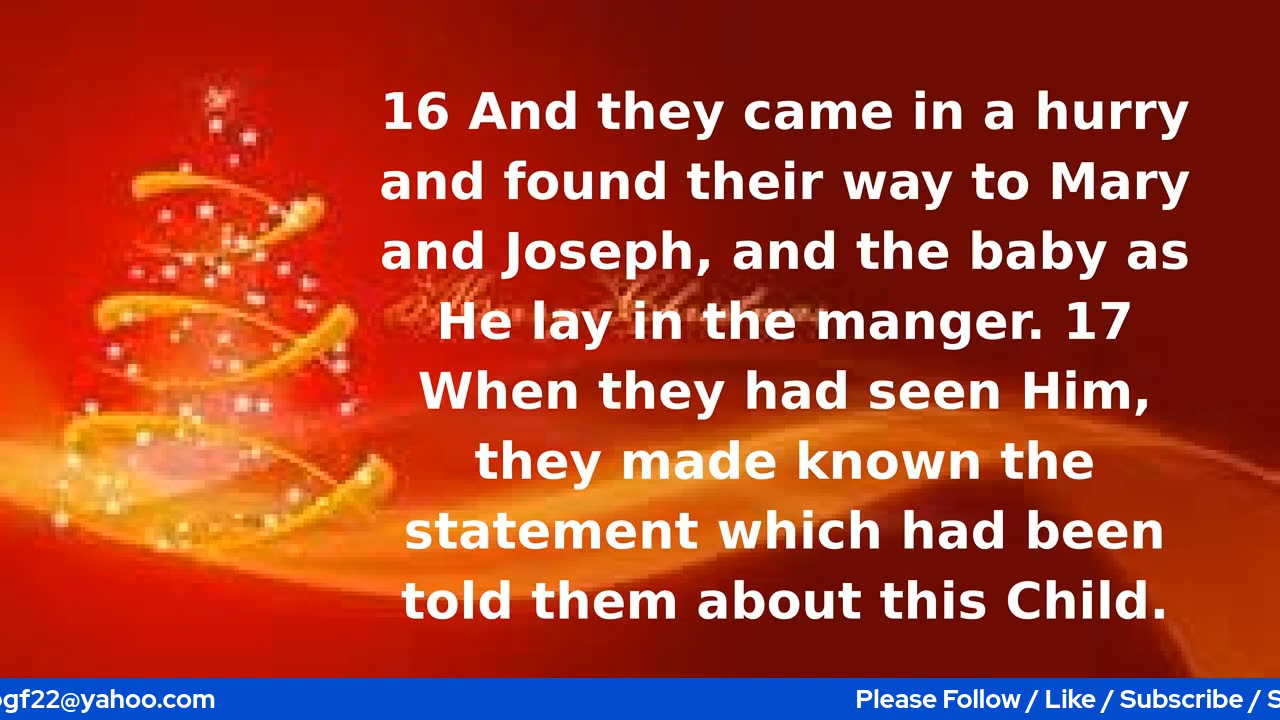 16 And they came in a hurry
and found their way to Mary
and Joseph, and the baby as
He lay in the manger. 17
When they had seen Him,
they made known the
statement which had been
told them about this Child.
ogf22@yahoo.com
Please Follow / Like / Subscribe / S